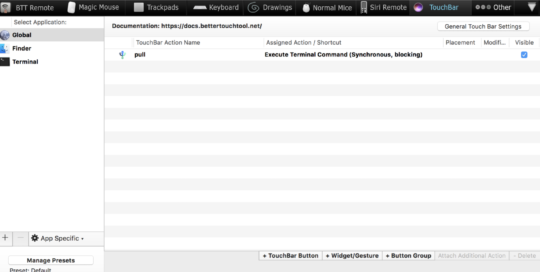 BTT Remote Magic Mouse Trackpads Keyboard Drawings Normal Mice Siri Remote TouchBar Other
Select Application:
Documentation: https://docs.bettertouchtool.net/
General Touch Bar Settings
Global
Finder
Terminal
TouchBar Action Name Assigned Action / Shortcut Placement Modifi... Visible
pull Execute Terminal Command (Synchronous, blocking)
+ − App Specific
+ TouchBar Button + Widget/Gesture + Button Group Attach Additional Action − Delete
Manage Presets
Preset: Default